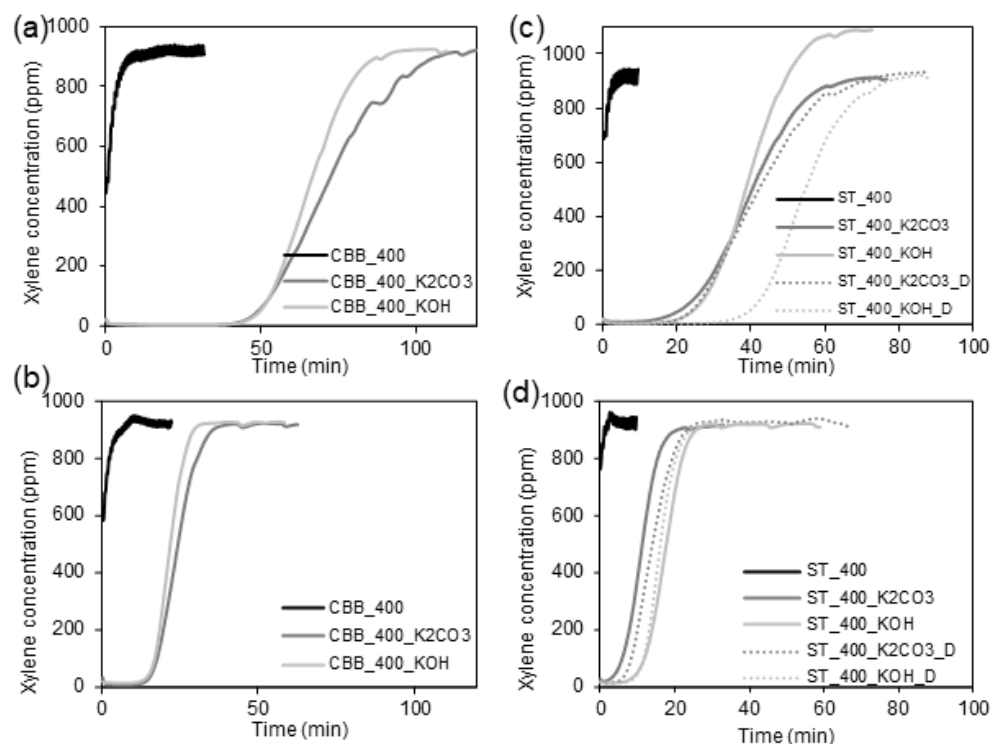 (a)
Xylene concentration (ppm)
1000
800
600
400
200
0
CBB_400
CBB_400_K2CO3
CBB_400_KOH
0 50 100
Time (min)
(c)
Xylene concentration (ppm)
1000
800
600
400
200
0
ST_400
ST_400_K2CO3
ST_400_KOH
ST_400_K2CO3_D
ST_400_KOH_D
0 20 40 60 80 100
Time (min)
(b)
Xylene concentration (ppm)
1000
800
600
400
200
0
CBB_400
CBB_400_K2CO3
CBB_400_KOH
0 50 100
Time (min)
(d)
Xylene concentration (ppm)
1000
800
600
400
200
0
ST_400
ST_400_K2CO3
ST_400_KOH
ST_400_K2CO3_D
ST_400_KOH_D
0 20 40 60 80 100
Time (min)